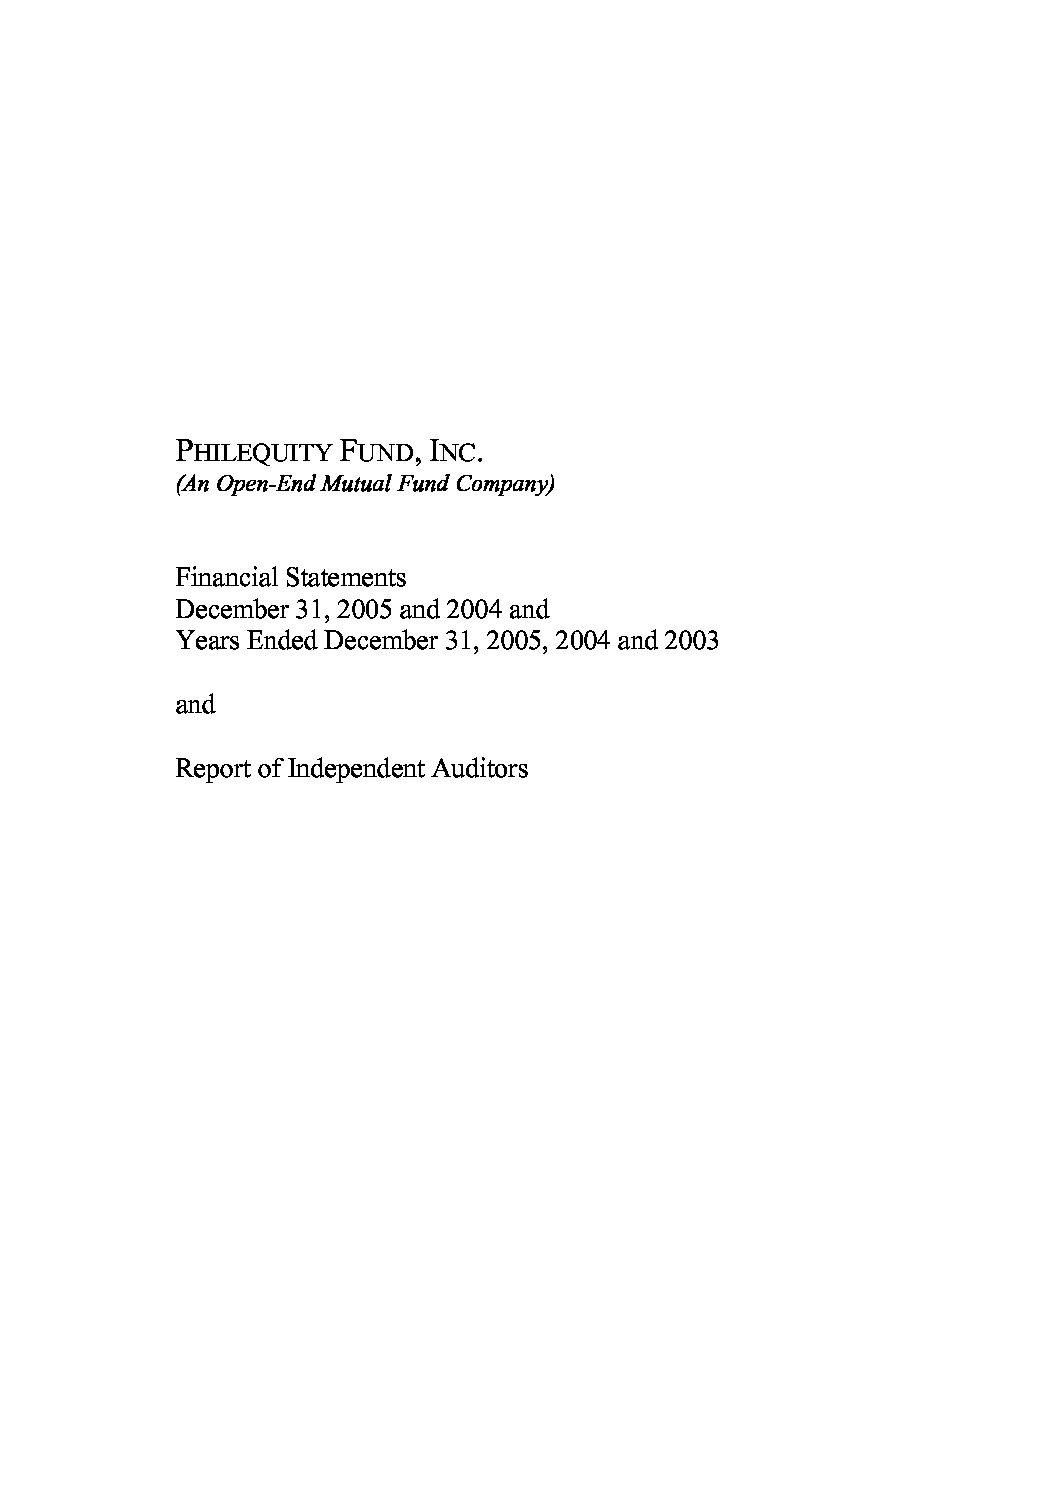 PHILEQUITY FUND, INC.
(An Open-End Mutual Fund Company)
Financial Statements
December 31, 2005 and 2004 and
Years Ended December 31, 2005, 2004 and 2003
and
Report of Independent Auditors